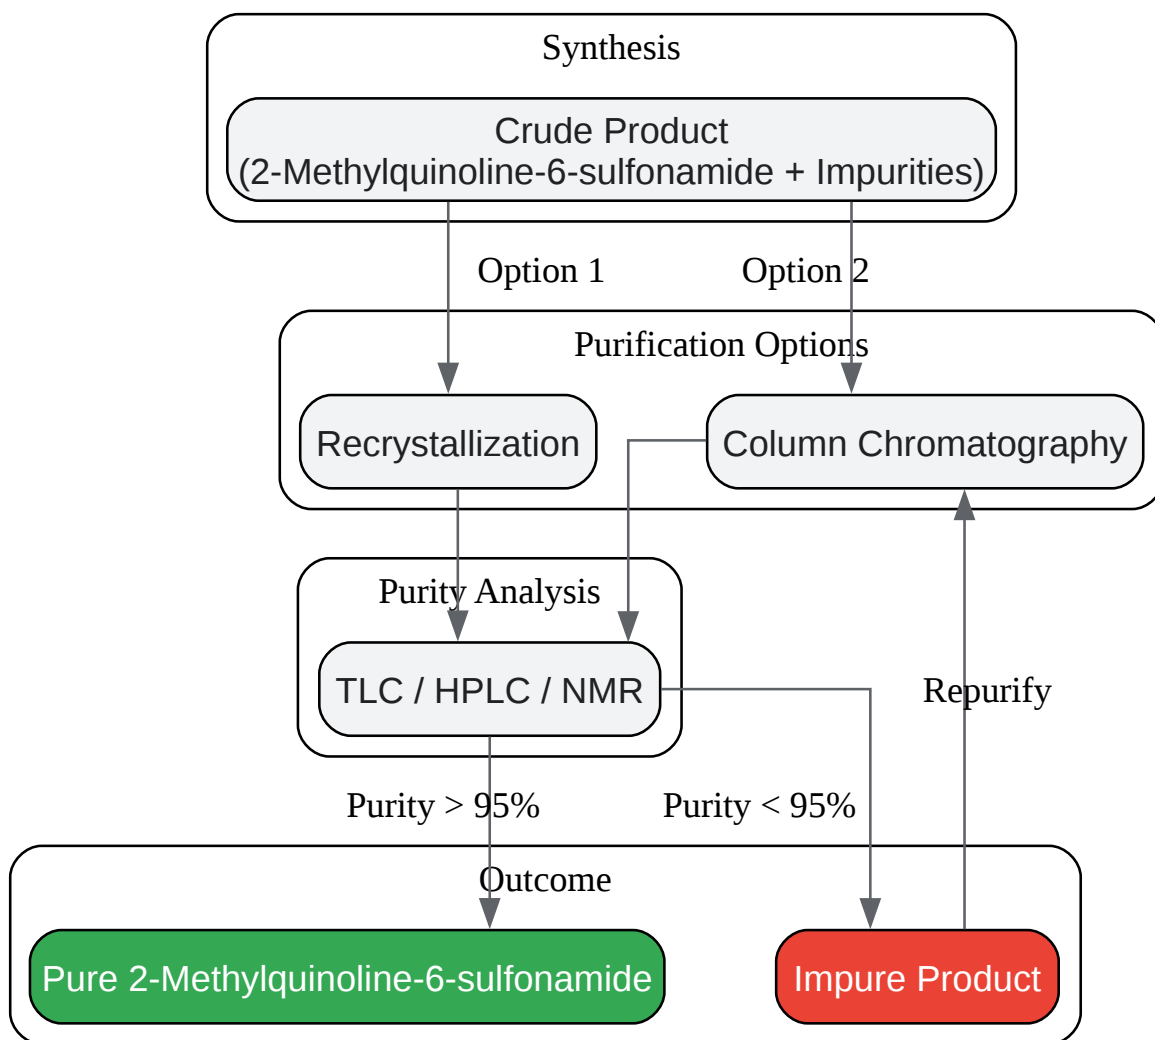 Synthesis
Crude Product
(2-Methylquinoline-6-sulfonamide + Impurities)
Option 1
Option 2
Purification Options
Recrystallization
Column Chromatography
Purity Analysis
TLC / HPLC / NMR
Repurify
Purity > 95%
Purity < 95%
Outcome
Pure 2-Methylquinoline-6-sulfonamide
Impure Product